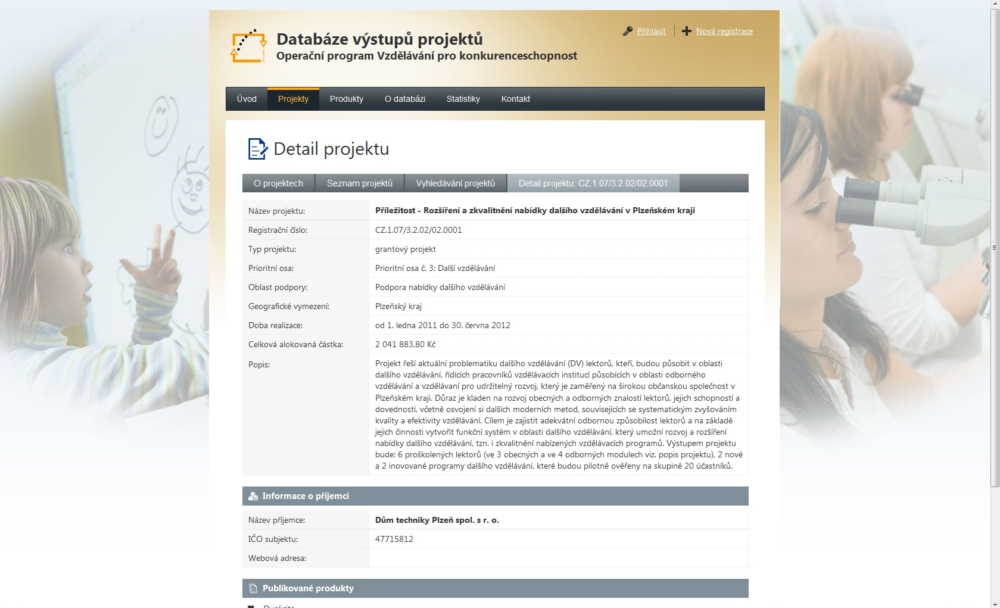 Databáze výstupů projektů
Operační program Vzdělávání pro konkurenceschopnost
Přihlásit
Nová registrace
Úvod
Projekty
Produkty
O databázi
Statistiky
Kontakt
Detail projektu
O projektech
Seznam projektů
Vyhledávání projektů
Detail projektu: CZ.1.07/3.2.02/02.0001
Název projektu: Příležitost - Rozšíření a zkvalitnění nabídky dalšího vzdělávání v Plzeňském kraji
Registrační číslo: CZ.1.07/3.2.02/02.0001
Typ projektu: grantový projekt
Prioritní osa: Prioritní osa č. 3: Další vzdělávání
Oblast podpory: Podpora nabídky dalšího vzdělávání
Geografické vymezení: Plzeňský kraj
Doba realizace: od 1. ledna 2011 do 30. června 2012
Celková alokovaná částka: 2 041 883,80 Kč
Popis: Projekt řeší aktuální problematiku dalšího vzdělávání (DV) lektorů, kteří, budou působit v oblasti
dalšího vzdělávání, řídících pracovníků vzdělávacích institucí působících v oblasti odborného
vzdělávání a vzdělávaní pro udržitelný rozvoj, který je zaměřený na širokou občanskou společnost v
Plzeňském kraji. Důraz je kladen na rozvoj obecných a odborných znalostí lektorů, jejich schopností a
dovedností, včetně osvojení si dalších moderních metod, souvisejících se systematickým zvyšováním
kvality a efektivity vzdělávání. Cílem je zajistit adekvátní odbornou způsobilost lektorů a na základě
jejich činnosti vytvořit funkční systém v oblasti dalšího vzdělávání, který umožní rozvoj a rozšíření
nabídky dalšího vzdělávání, tzn. i zkvalitnění nabízených vzdělávacích programů. Výstupem projektu
bude: 6 proškolených lektorů (ve 3 obecných a ve 4 odborných modulech viz. popis projektu), 2 nové
a 2 inovované programy dalšího vzdělávání, které budou pilotně ověřeny na skupině 20 účastníků.
Informace o příjemci
Název příjemce: Dům techniky Plzeň spol. s r. o.
IČO subjektu: 47715812
Webová adresa:
Publikované produkty